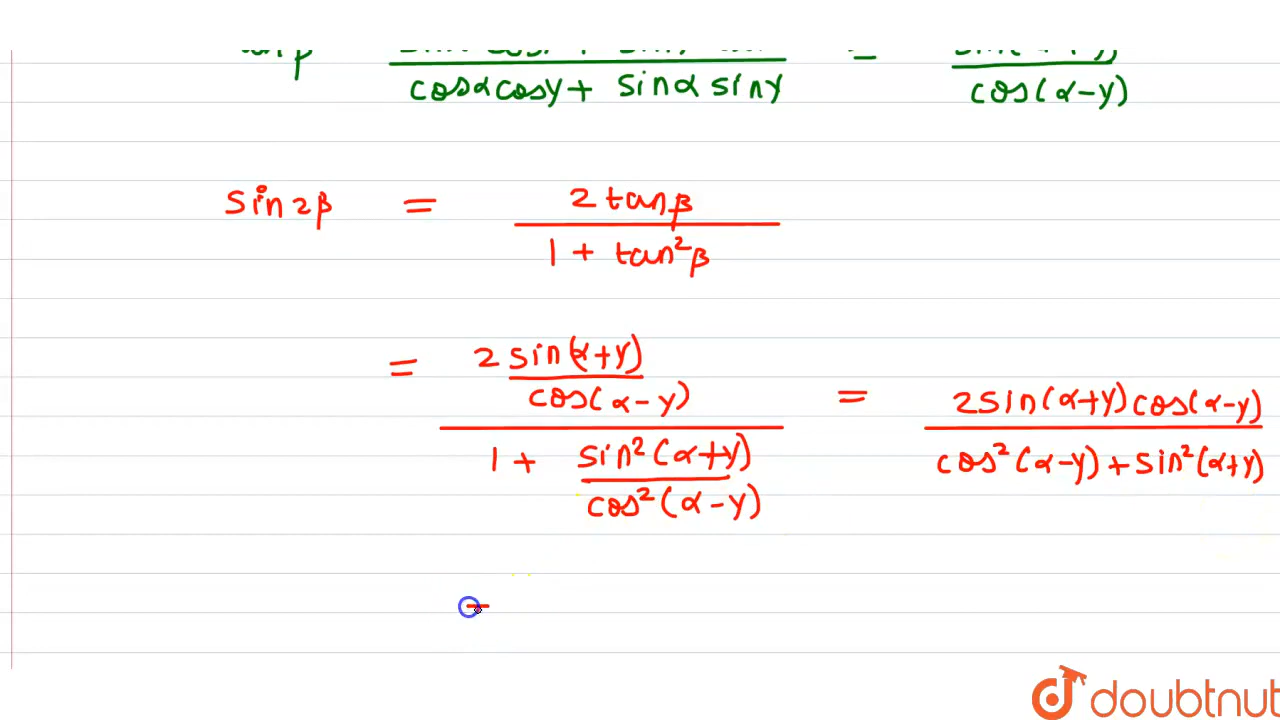 cosαcosγ + sinα sinγ   cos(α-γ)
sin2β = 2tanβ
1 + tan²β
= 2 sin(α+γ)
cos(α-γ)
= 2sin(α+γ)cos(α-γ)
1 + sin²(α+γ)
cos²(α-γ)
cos²(α-γ)+sin²(α+γ)
=
doubtnut